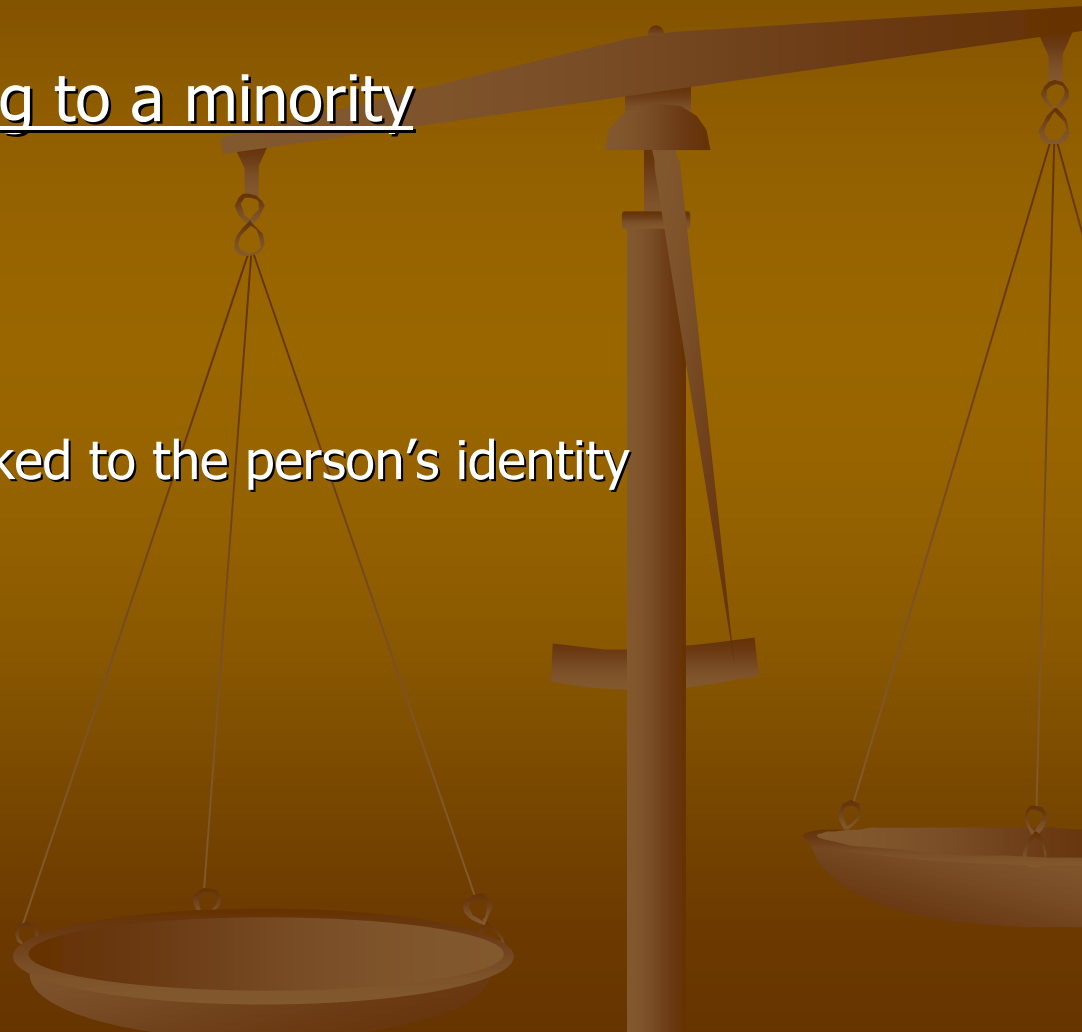 g to a minority
ked to the person’s identity